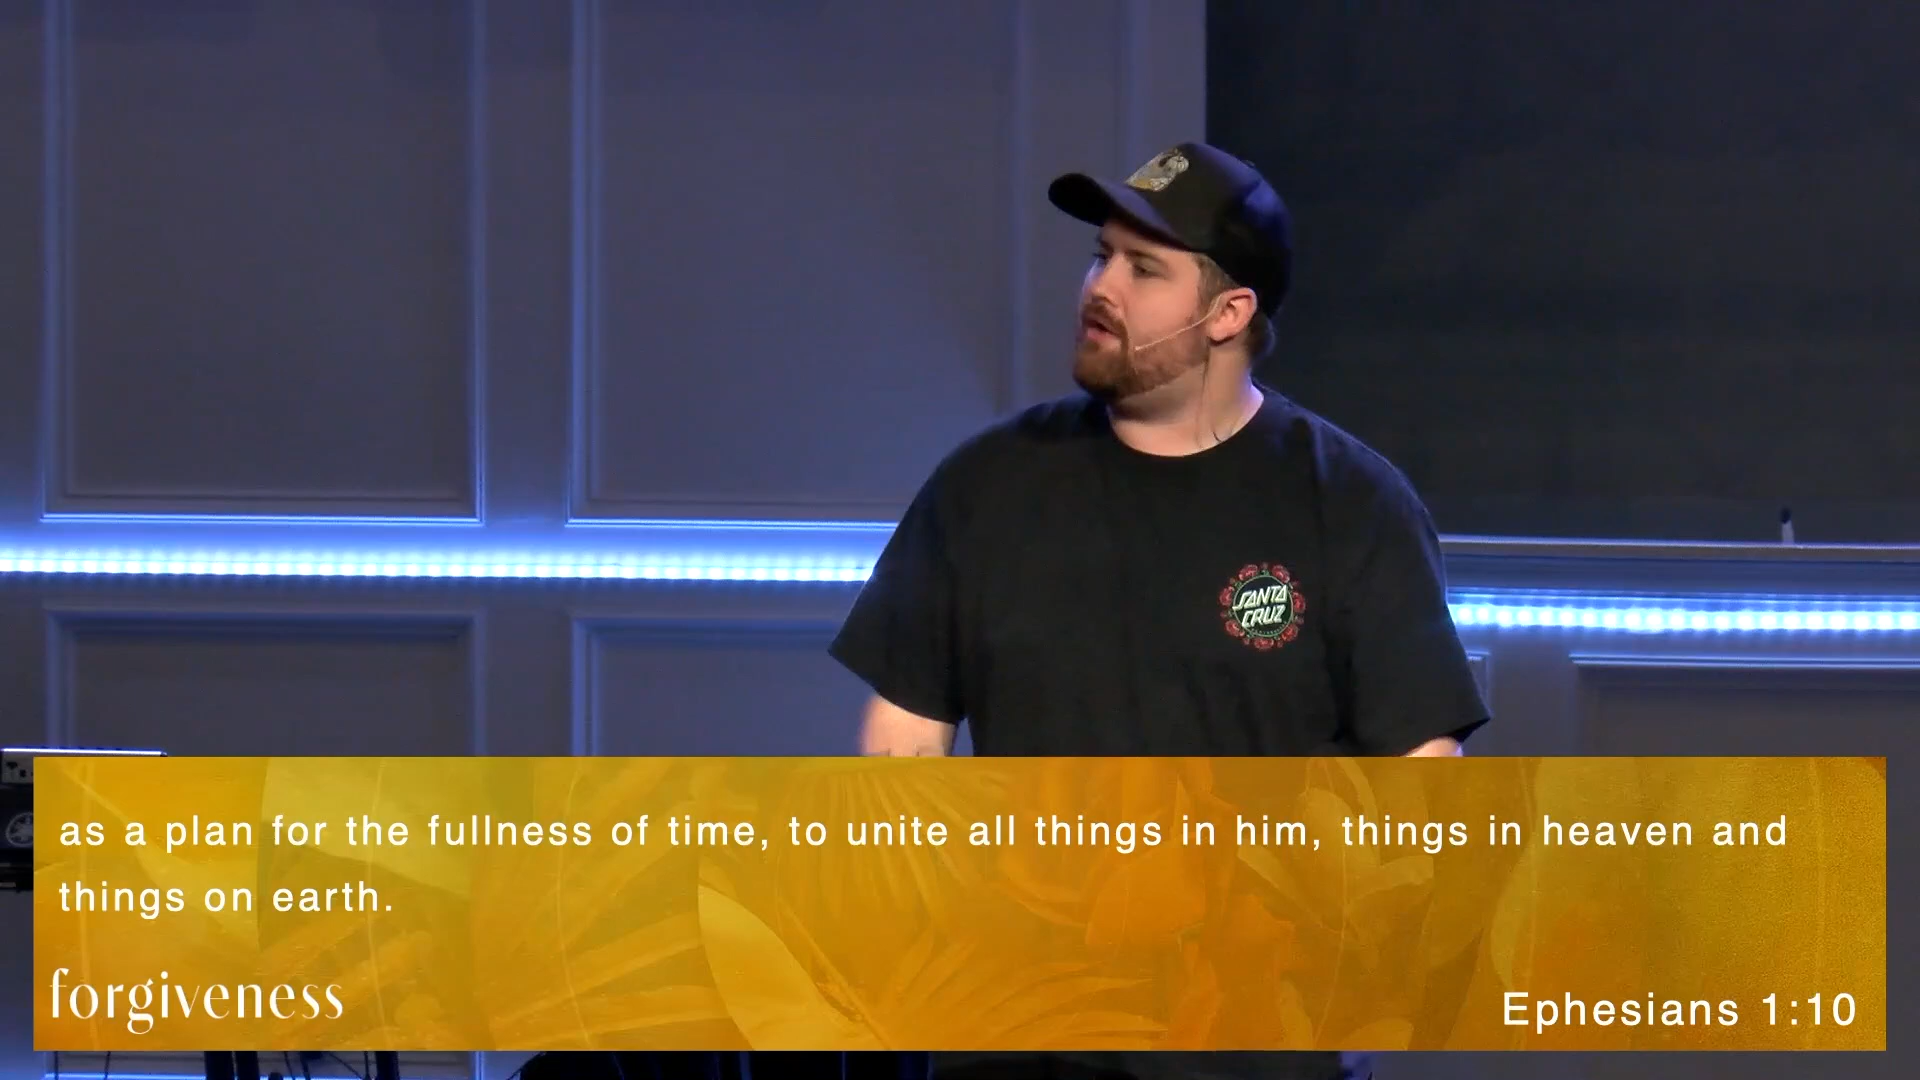 SANTA
CRUZ
as a plan for the fullness of time, to unite all things in him, things in heaven and
things on earth.
forgiveness
Ephesians 1:10